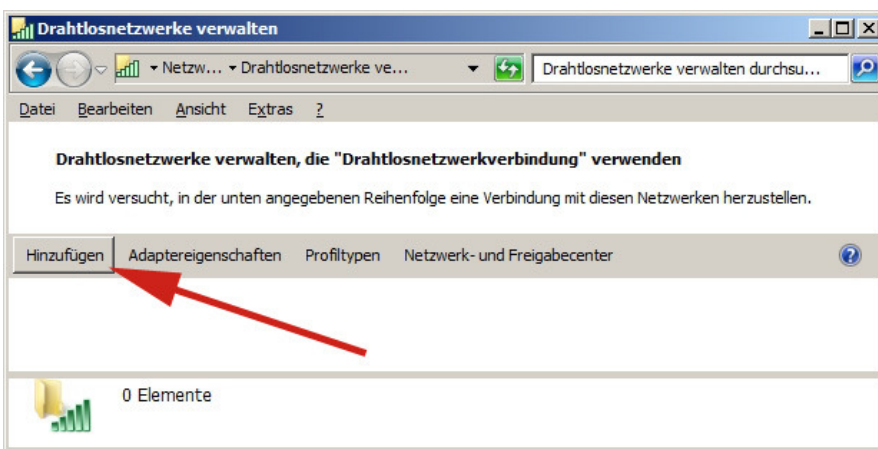 Drahtlosnetzwerke verwalten
Netzw... Drahtlosnetzwerke ve... Drahtlosnetzwerke verwalten durchsu...
Datei Bearbeiten Ansicht Extras ?
Drahtlosnetzwerke verwalten, die "Drahtlosnetzwerkverbindung" verwenden
Es wird versucht, in der unten angegebenen Reihenfolge eine Verbindung mit diesen Netzwerken herzustellen.
Hinzufügen Adaptereigenschaften Profiltypen Netzwerk- und Freigabecenter ?
0 Elemente